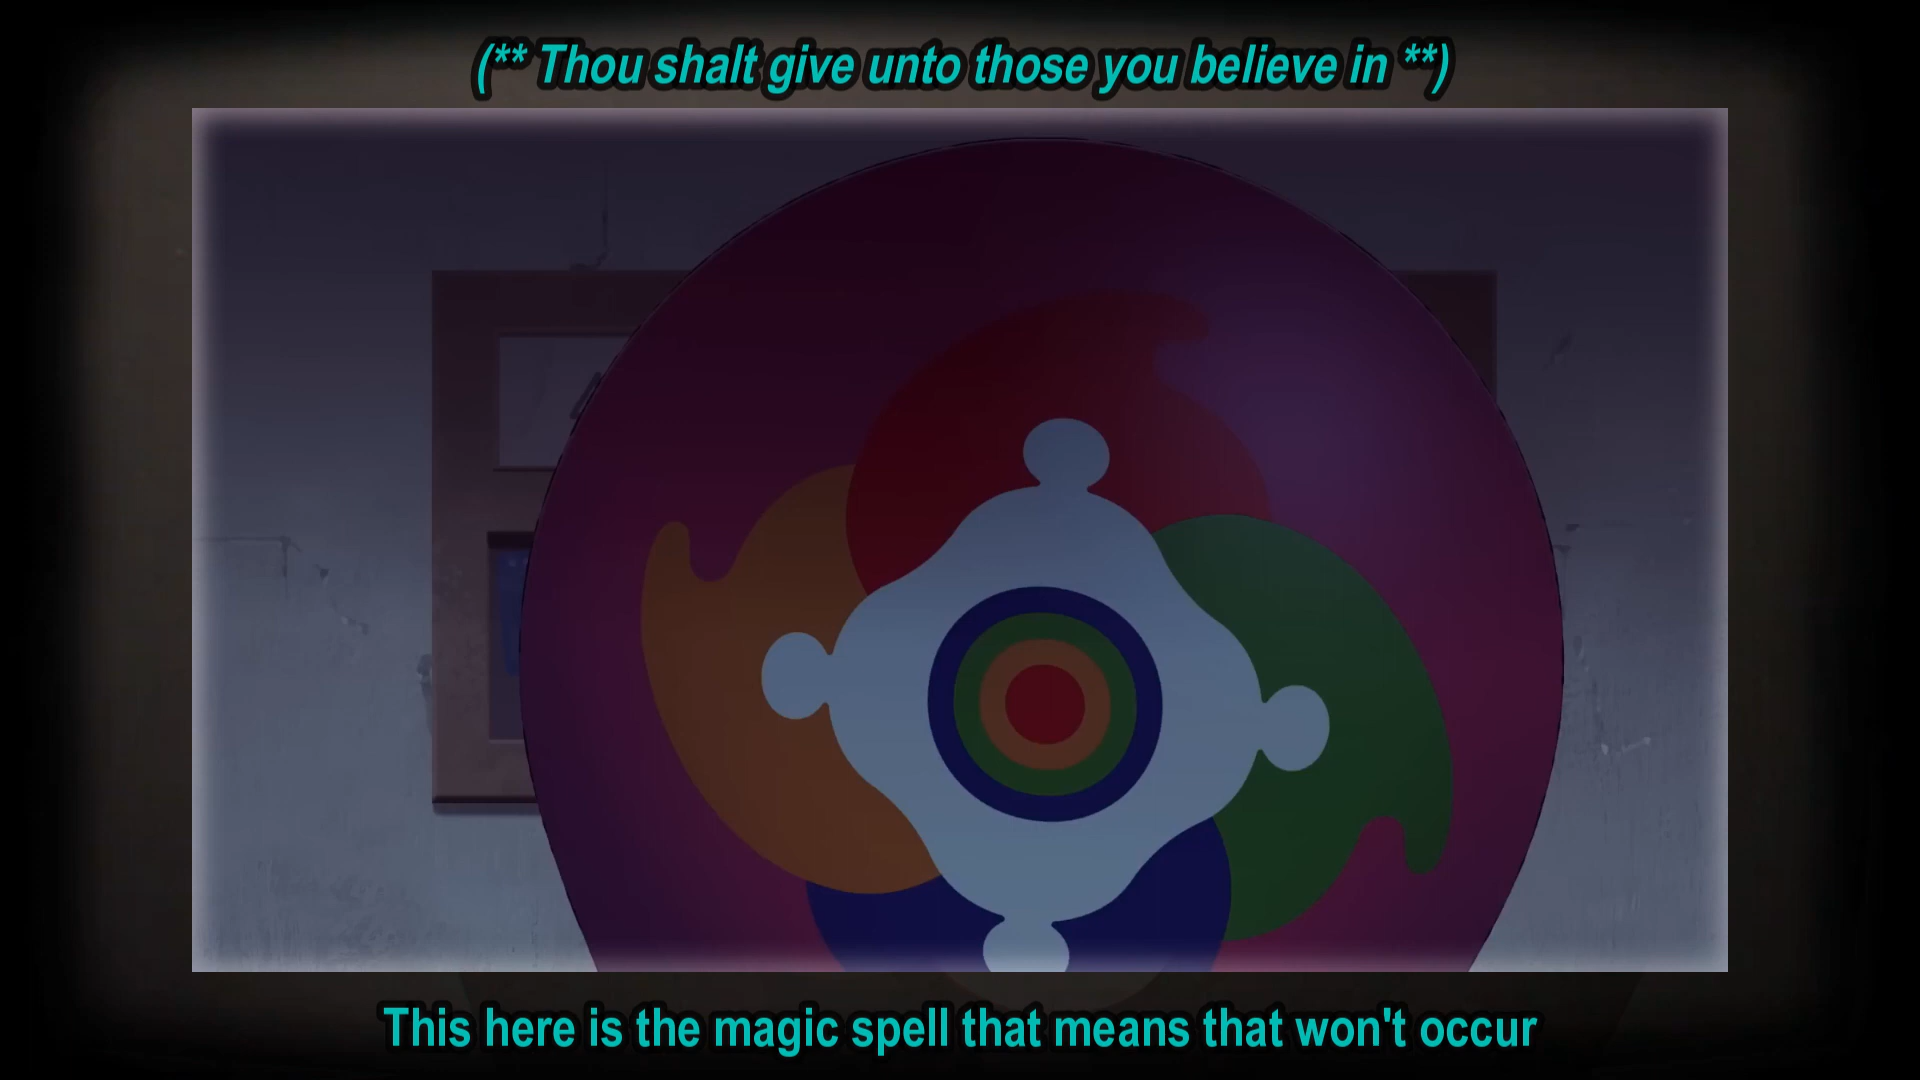 (** Thou shalt give unto those you believe in **)
This here is the magic spell that means that won't occur